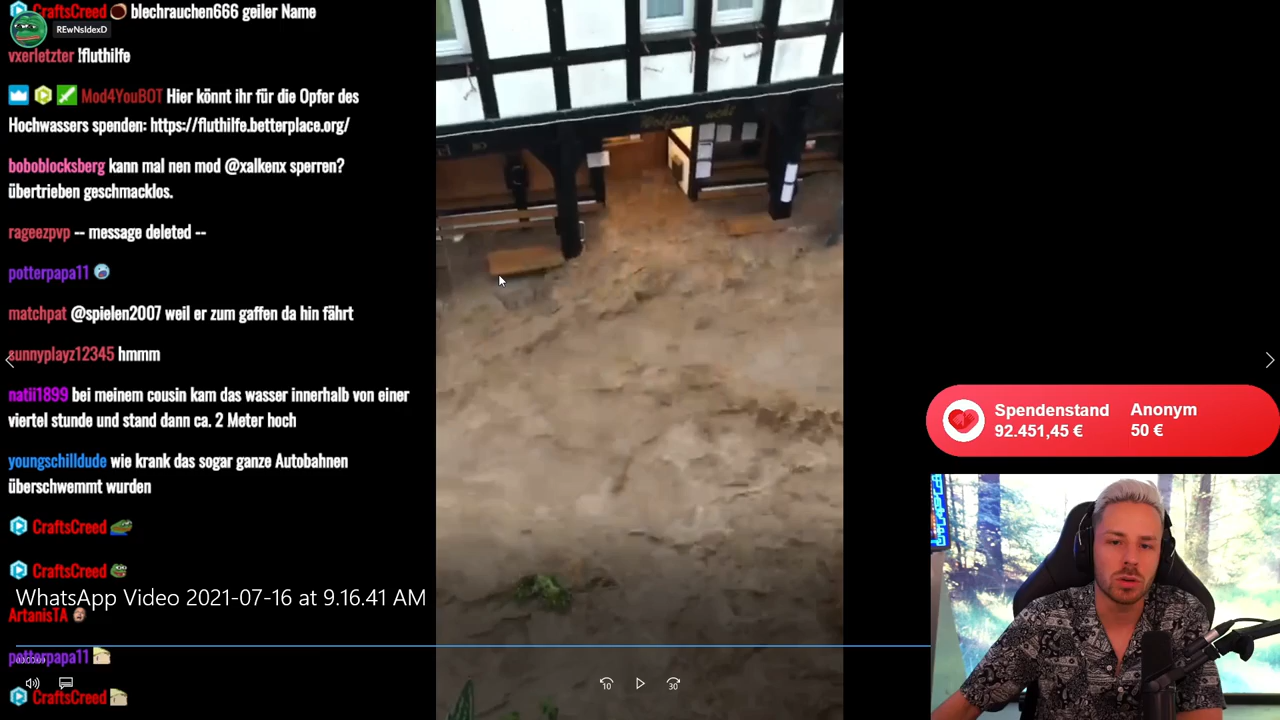 CraftsCreed blechrauchen666 geiler Name
REwNsIdexD
vxerletzter !fluthilfe
Mod4YouBOT Hier könnt ihr für die Opfer des
Hochwassers spenden: https://fluthilfe.betterplace.org/
boboblocksberg kann mal nen mod @xalkenx sperren?
übertrieben geschmacklos.
rageezpvp -- message deleted --
potterpapa11
matchpat @spielen2007 weil er zum gaffen da hin fährt
sunnyplayz12345 hmmm
natii1899 bei meinem cousin kam das wasser innerhalb von einer
viertel stunde und stand dann ca. 2 Meter hoch
youngschilldude wie krank das sogar ganze Autobahnen
überschwemmt wurden
CraftsCreed
CraftsCreed
WhatsApp Video 2021-07-16 at 9.16.41 AM
ArtanisTA
potterpapa11
CraftsCreed
10
30
Spendenstand
92.451,45 €
Anonym
50 €